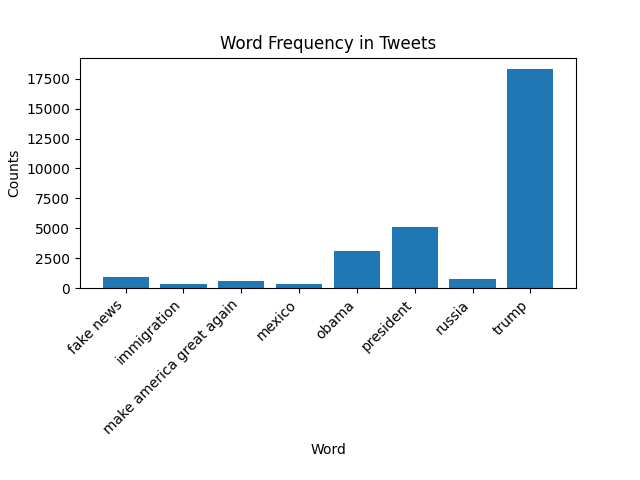 Word Frequency in Tweets
Counts
17500
15000
12500
10000
7500
5000
2500
0
fake news
immigration
make america great again
mexico
obama
president
russia
trump
Word